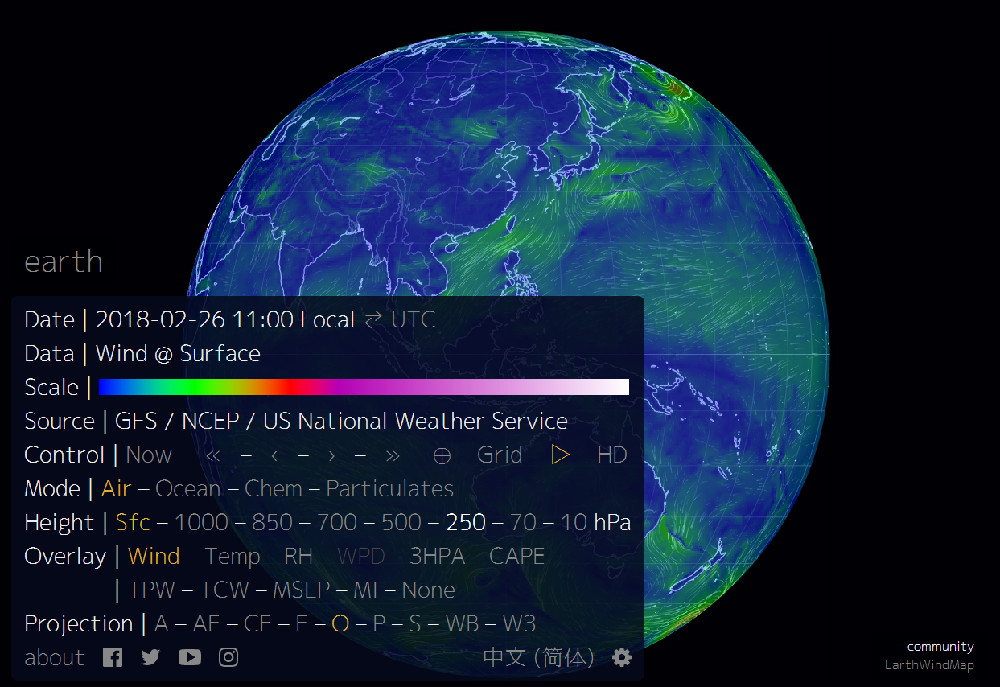 earth
Date | 2018-02-26 11:00 Local ⇄ UTC
Data | Wind @ Surface
Scale |
Source | GFS / NCEP / US National Weather Service
Control | Now « – ‹ – › – » ⊕ Grid ▷ HD
Mode | Air – Ocean – Chem – Particulates
Height | Sfc – 1000 – 850 – 700 – 500 – 250 – 70 – 10 hPa
Overlay | Wind – Temp – RH – WPD – 3HPA – CAPE
| TPW – TCW – MSLP – MI – None
Projection | A – AE – CE – E – O – P – S – WB – W3
about 中文 (简体)
community
EarthWindMap